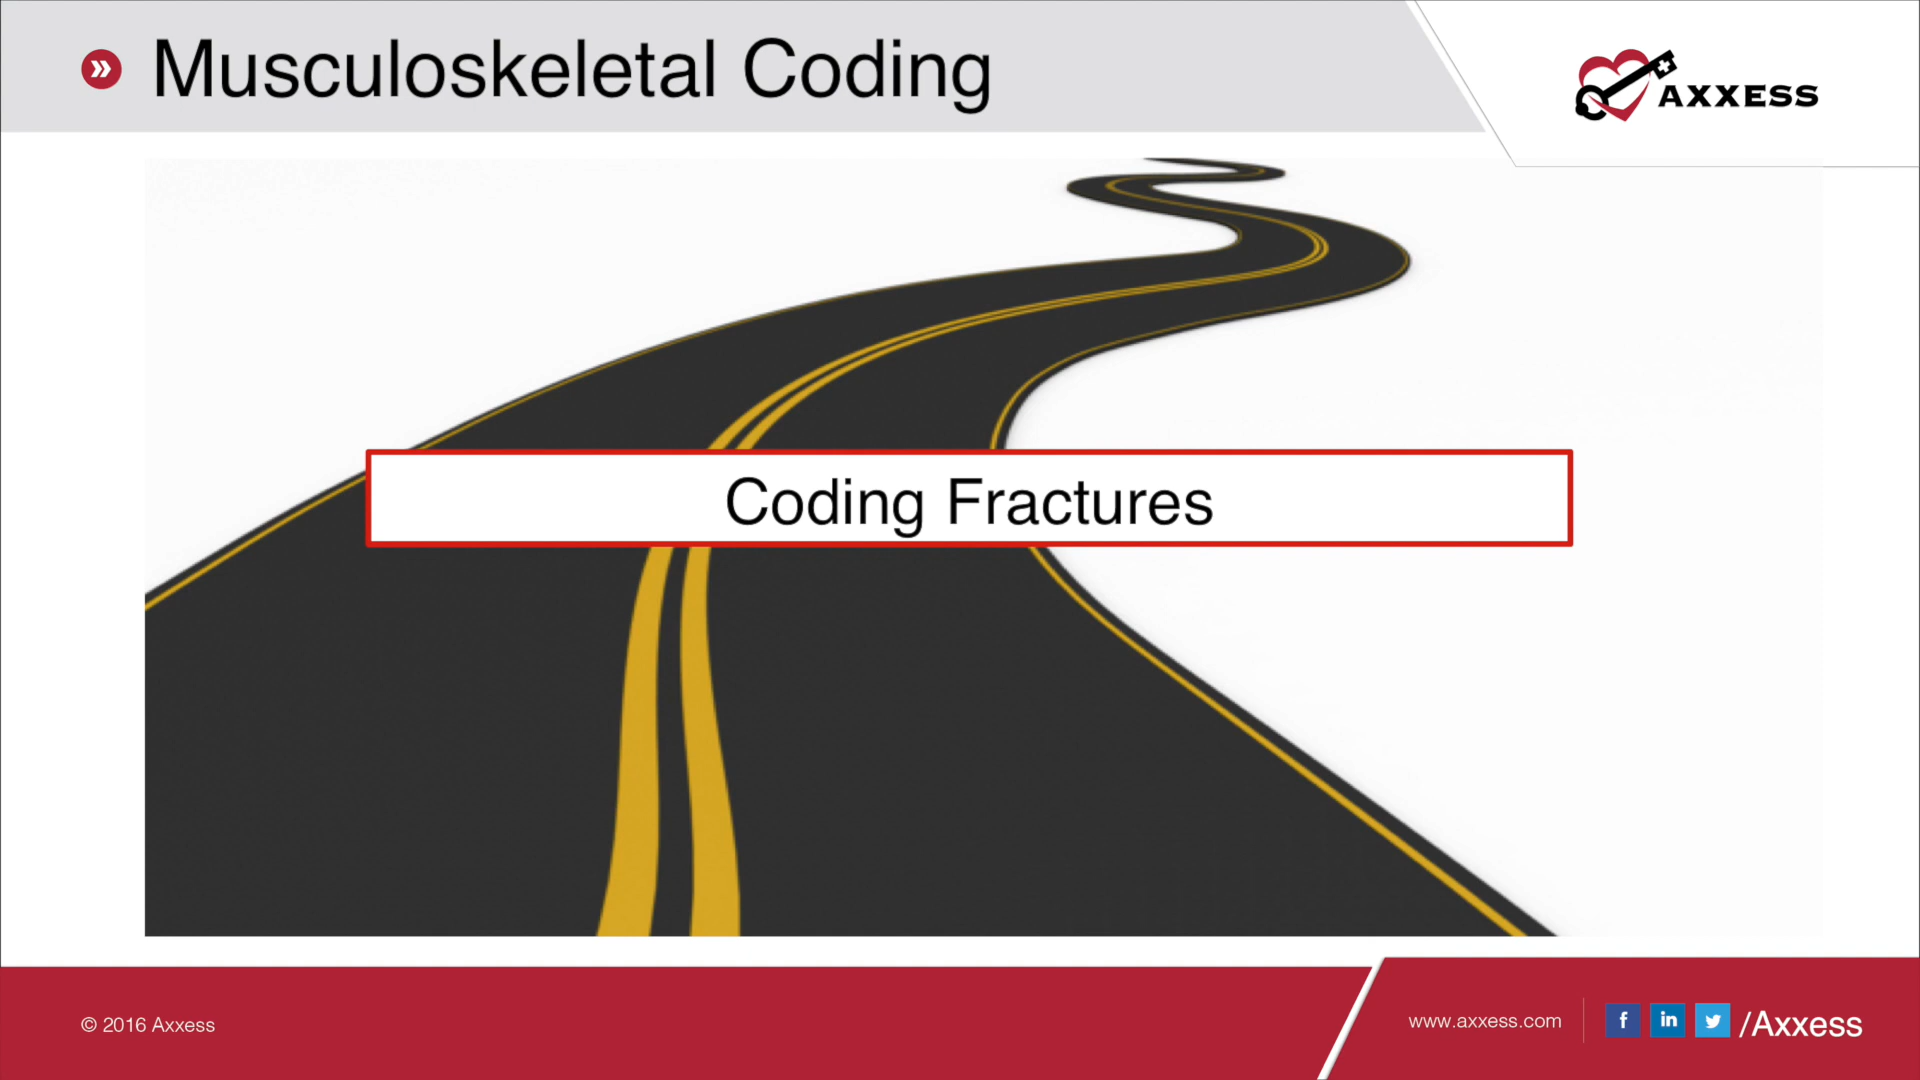 Musculoskeletal Coding
AXXESS
Coding Fractures
© 2016 Axxess
www.axxess.com
f in /Axxess